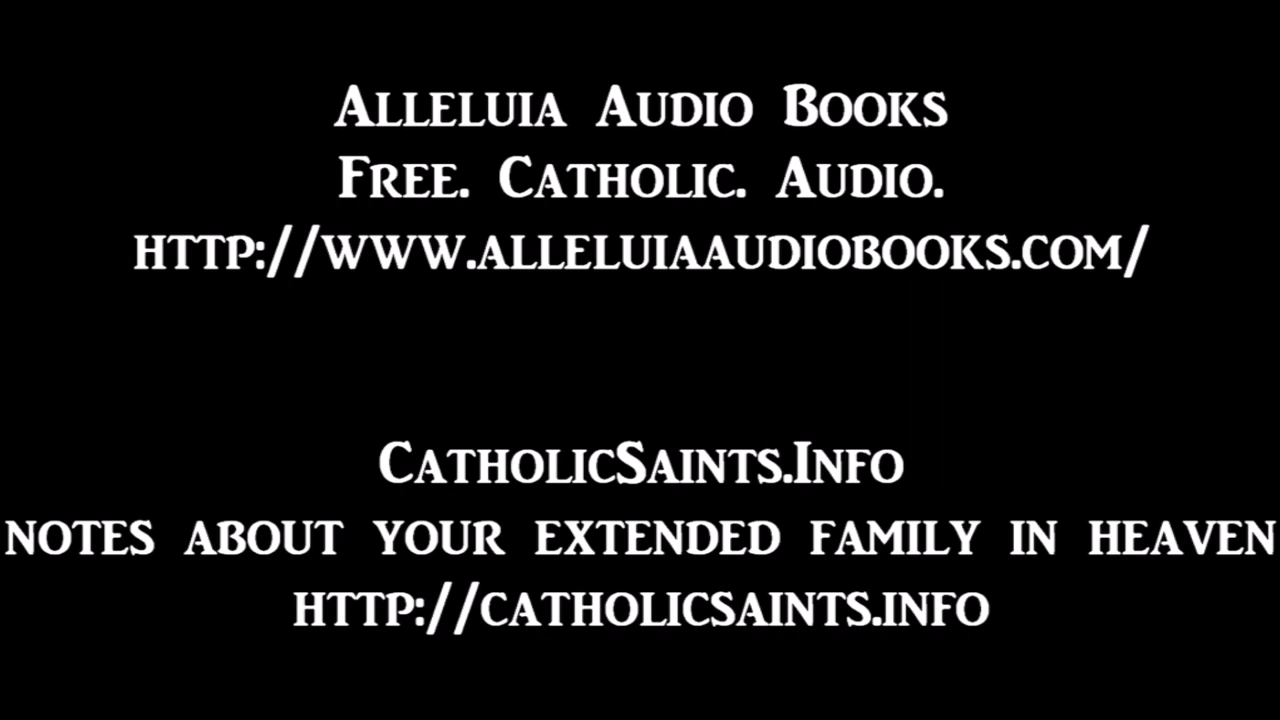 Alleluia Audio Books
Free. Catholic. Audio.
http://www.alleluiaaudiobooks.com/
CatholicSaints.Info
notes about your extended family in heaven
http://catholicsaints.info